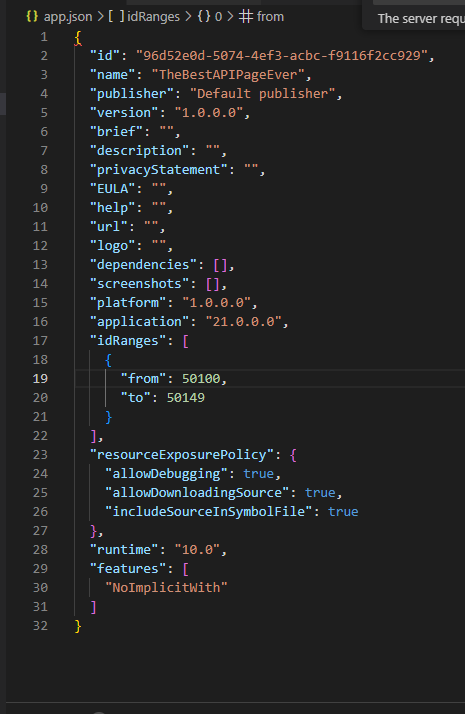 {} app.json > [ ] idRanges > {} 0 > # from
The server requ
1 {
2 "id": "96d52e0d-5074-4ef3-acbc-f9116f2cc929",
3 "name": "TheBestAPIPageEver",
4 "publisher": "Default publisher",
5 "version": "1.0.0.0",
6 "brief": "",
7 "description": "",
8 "privacyStatement": "",
9 "EULA": "",
10 "help": "",
11 "url": "",
12 "logo": "",
13 "dependencies": [],
14 "screenshots": [],
15 "platform": "1.0.0.0",
16 "application": "21.0.0.0",
17 "idRanges": [
18 {
19 "from": 50100,
20 "to": 50149
21 }
22 ],
23 "resourceExposurePolicy": {
24 "allowDebugging": true,
25 "allowDownloadingSource": true,
26 "includeSourceInSymbolFile": true
27 },
28 "runtime": "10.0",
29 "features": [
30 "NoImplicitWith"
31 ]
32 }